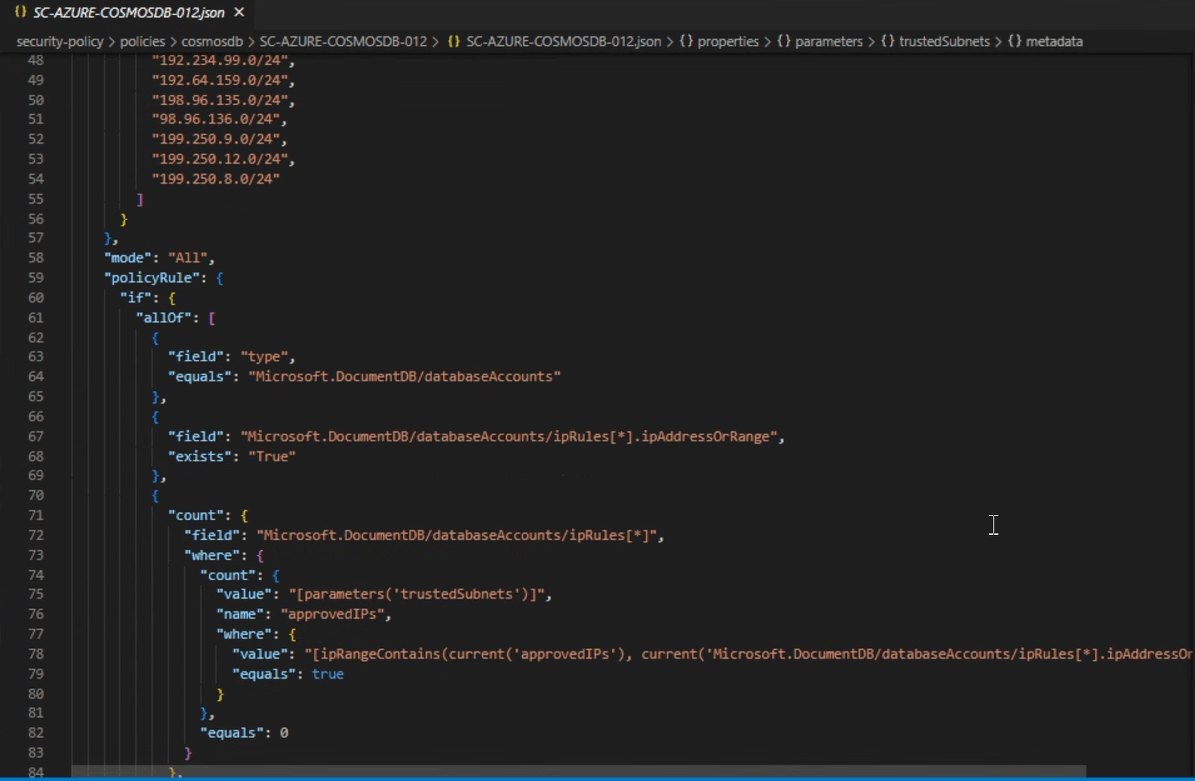 {} SC-AZURE-COSMOSDB-012.json ×
security-policy > policies > cosmosdb > SC-AZURE-COSMOSDB-012 > {} SC-AZURE-COSMOSDB-012.json > {} properties > {} parameters > {} trustedSubnets > {} metadata
48 "192.234.99.0/24",
49 "192.64.159.0/24",
50 "198.96.135.0/24",
51 "98.96.136.0/24",
52 "199.250.9.0/24",
53 "199.250.12.0/24",
54 "199.250.8.0/24"
55 ]
56 }
57 },
58 "mode": "All",
59 "policyRule": {
60 "if": {
61 "allOf": [
62 {
63 "field": "type",
64 "equals": "Microsoft.DocumentDB/databaseAccounts"
65 },
66 {
67 "field": "Microsoft.DocumentDB/databaseAccounts/ipRules[*].ipAddressOrRange",
68 "exists": "True"
69 },
70 {
71 "count": {
72 "field": "Microsoft.DocumentDB/databaseAccounts/ipRules[*]",
73 "where": {
74 "count": {
75 "value": "[parameters('trustedSubnets')]",
76 "name": "approvedIPs",
77 "where": {
78 "value": "[ipRangeContains(current('approvedIPs'), current('Microsoft.DocumentDB/databaseAccounts/ipRules[*].ipAddressOr
79 "equals": true
80 }
81 },
82 "equals": 0
83 }
84 },